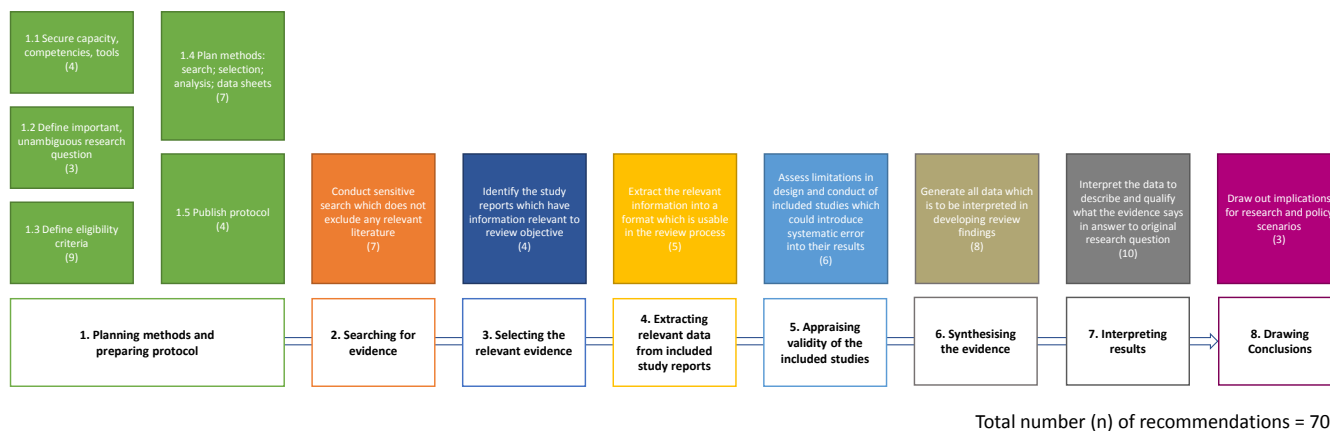 1.1 Secure capacity,
competencies, tools
(4)
1.2 Define important,
unambiguous research
question
(3)
1.3 Define eligibility
criteria
(9)
1.4 Plan methods:
search; selection;
analysis; data sheets
(7)
1.5 Publish protocol
(4)
Conduct sensitive
search which does not
exclude any relevant
literature
(7)
Identify the study
reports which have
information relevant to
review objective
(4)
Extract the relevant
information into a
format which is usable
in the review process
(5)
Assess limitations in
design and conduct of
included studies which
could introduce
systematic error
into their results
(6)
Generate all data which
is to be interpreted in
developing review
findings
(8)
Interpret the data to
describe and qualify
what the evidence says
in answer to original
research question
(10)
Draw out implications
for research and policy
scenarios
(3)
1. Planning methods and
preparing protocol
2. Searching for
evidence
3. Selecting the
relevant evidence
4. Extracting
relevant data
from included
study reports
5. Appraising
validity of the
included studies
6. Synthesising
the evidence
7. Interpreting
results
8. Drawing
Conclusions
Total number (n) of recommendations = 70